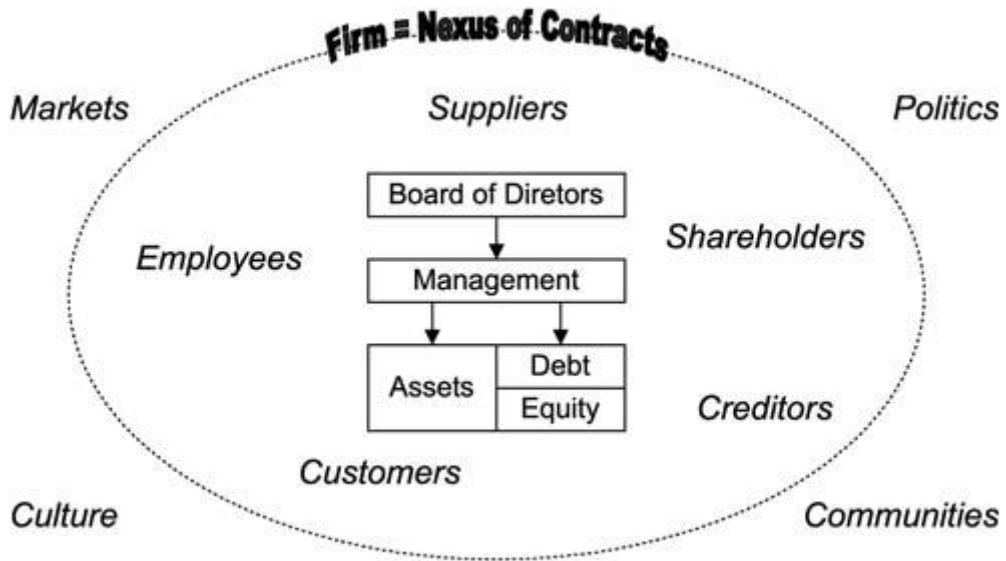 Firm = Nexus of Contracts
Markets
Suppliers
Politics
Board of Diretors
Shareholders
Employees
Management
Assets
Debt
Equity
Creditors
Customers
Culture
Communities